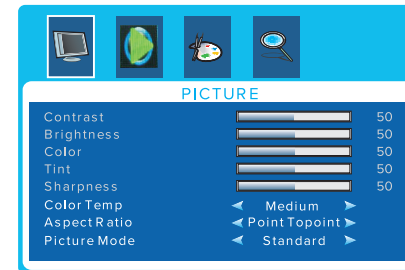 PICTURE
Contrast 50
Brightness 50
Color 50
Tint 50
Sharpness 50
Color Temp Medium
Aspect Ratio Point Topoint
Picture Mode Standard